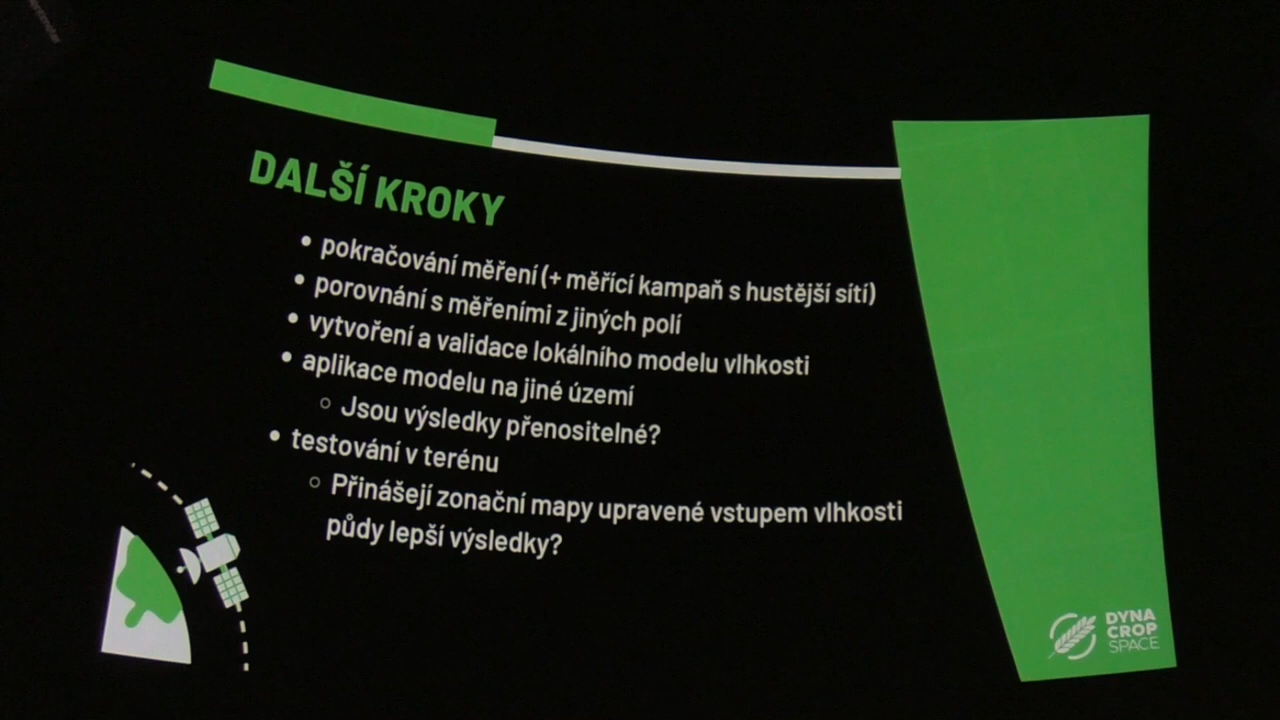 DALŠÍ KROKY
• pokračování měření (+ měřící kampaň s hustější sítí)
• porovnání s měřeními z jiných polí
• vytvoření a validace lokálního modelu vlhkosti
• aplikace modelu na jiné území
○ Jsou výsledky přenositelné?
• testování v terénu
○ Přinášejí zonační mapy upravené vstupem vlhkosti
půdy lepší výsledky?
DYNA
CROP
SPACE